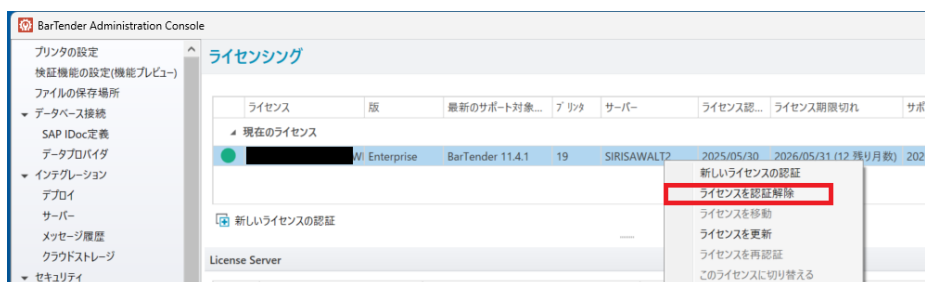 BarTender Administration Console
プリンタの設定
検証機能の設定(機能プレビュー)
ファイルの保存場所
データベース接続
SAP IDoc定義
データプロバイダ
インテグレーション
デプロイ
サーバー
メッセージ履歴
クラウドストレージ
セキュリティ
ライセンシング
ライセンス 版 最新のサポート対象... プリンタ サーバー ライセンス認... ライセンス期限切れ サポ
現在のライセンス
Enterprise BarTender 11.4.1 19 SIRISAWALT2 2025/05/30 2026/05/31 (12 残り月数) 202
新しいライセンスの認証
ライセンスを認証解除
ライセンスを移動
ライセンスを更新
ライセンスを再認証
このライセンスに切り替える
新しいライセンスの認証
License Server